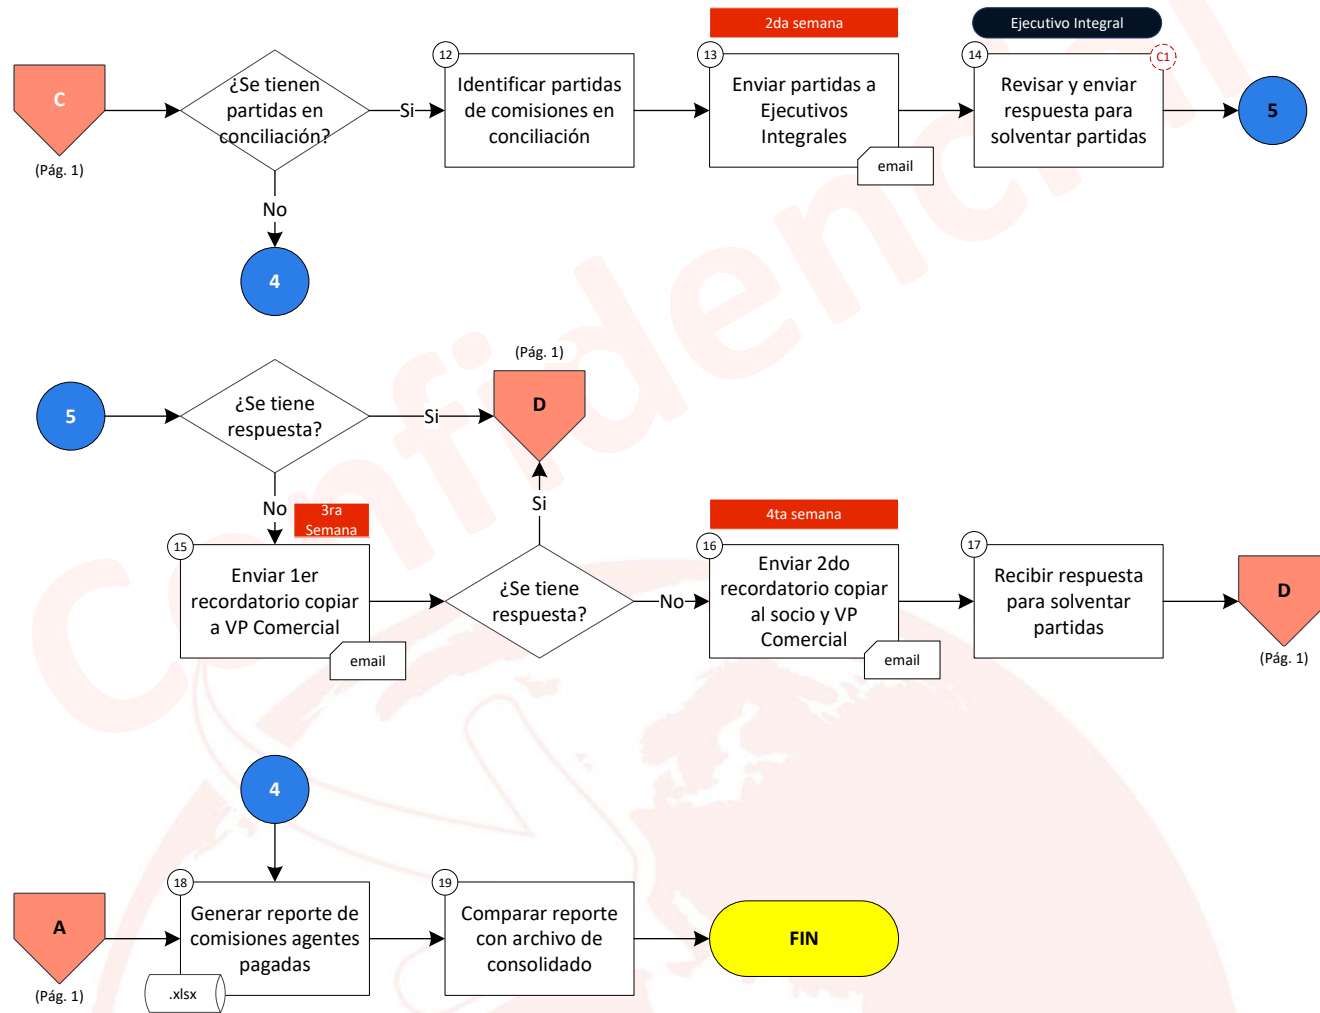 2da semana
Ejecutivo Integral
C
(Pág. 1)
¿Se tienen
partidas en
conciliación?
Si
No
4
12
Identificar partidas
de comisiones en
conciliación
13
Enviar partidas a
Ejecutivos
Integrales
email
14
C1
Revisar y enviar
respuesta para
solventar partidas
5
5
¿Se tiene
respuesta?
Si
(Pág. 1)
D
No
3ra
Semana
15
Enviar 1er
recordatorio copiar
a VP Comercial
email
Si
¿Se tiene
respuesta?
No
4ta semana
16
Enviar 2do
recordatorio copiar
al socio y VP
Comercial
email
17
Recibir respuesta
para solventar
partidas
D
(Pág. 1)
4
A
(Pág. 1)
18
Generar reporte de
comisiones agentes
pagadas
.xlsx
19
Comparar reporte
con archivo de
consolidado
FIN
Confidencial